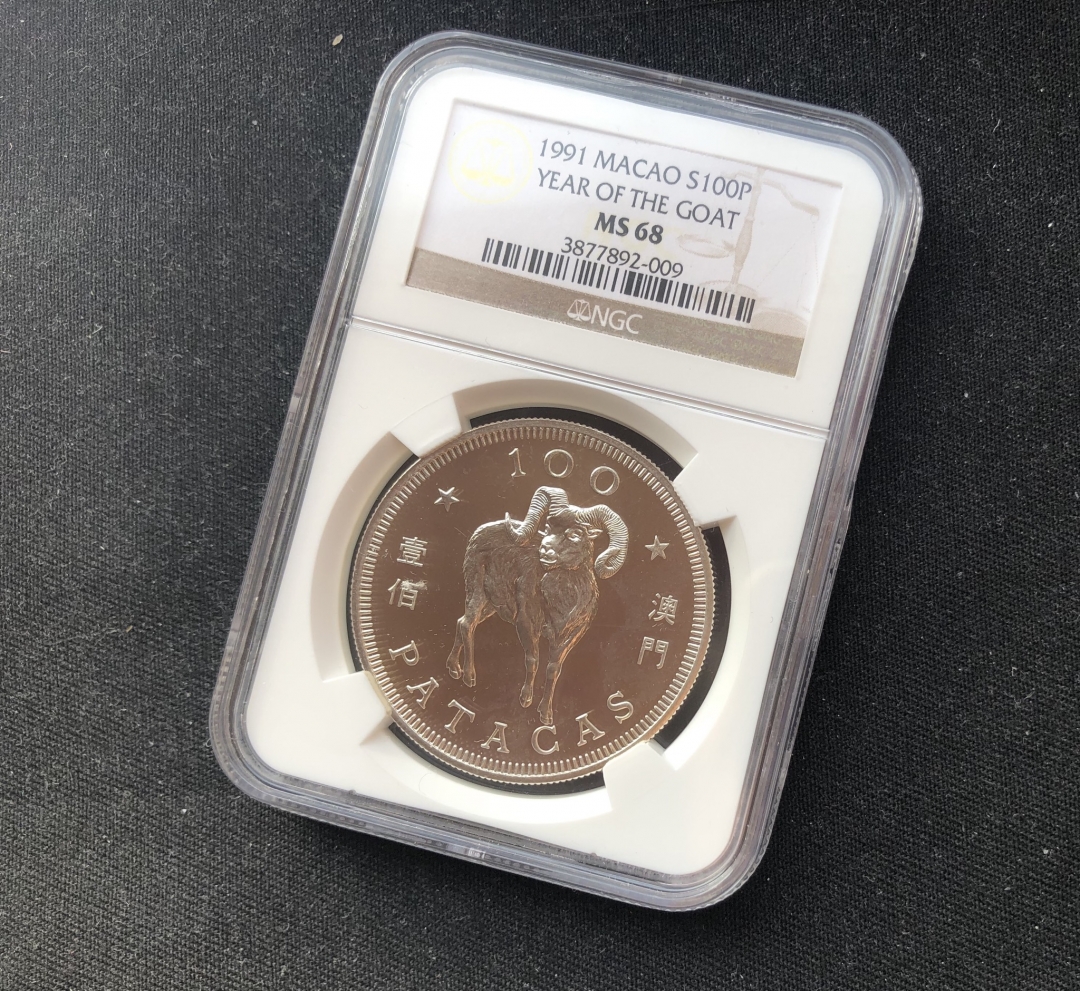 1991 MACAO S100P
YEAR OF THE GOAT
MS 68
3877892-009
NGC
100
壹佰
澳門
PATACAS